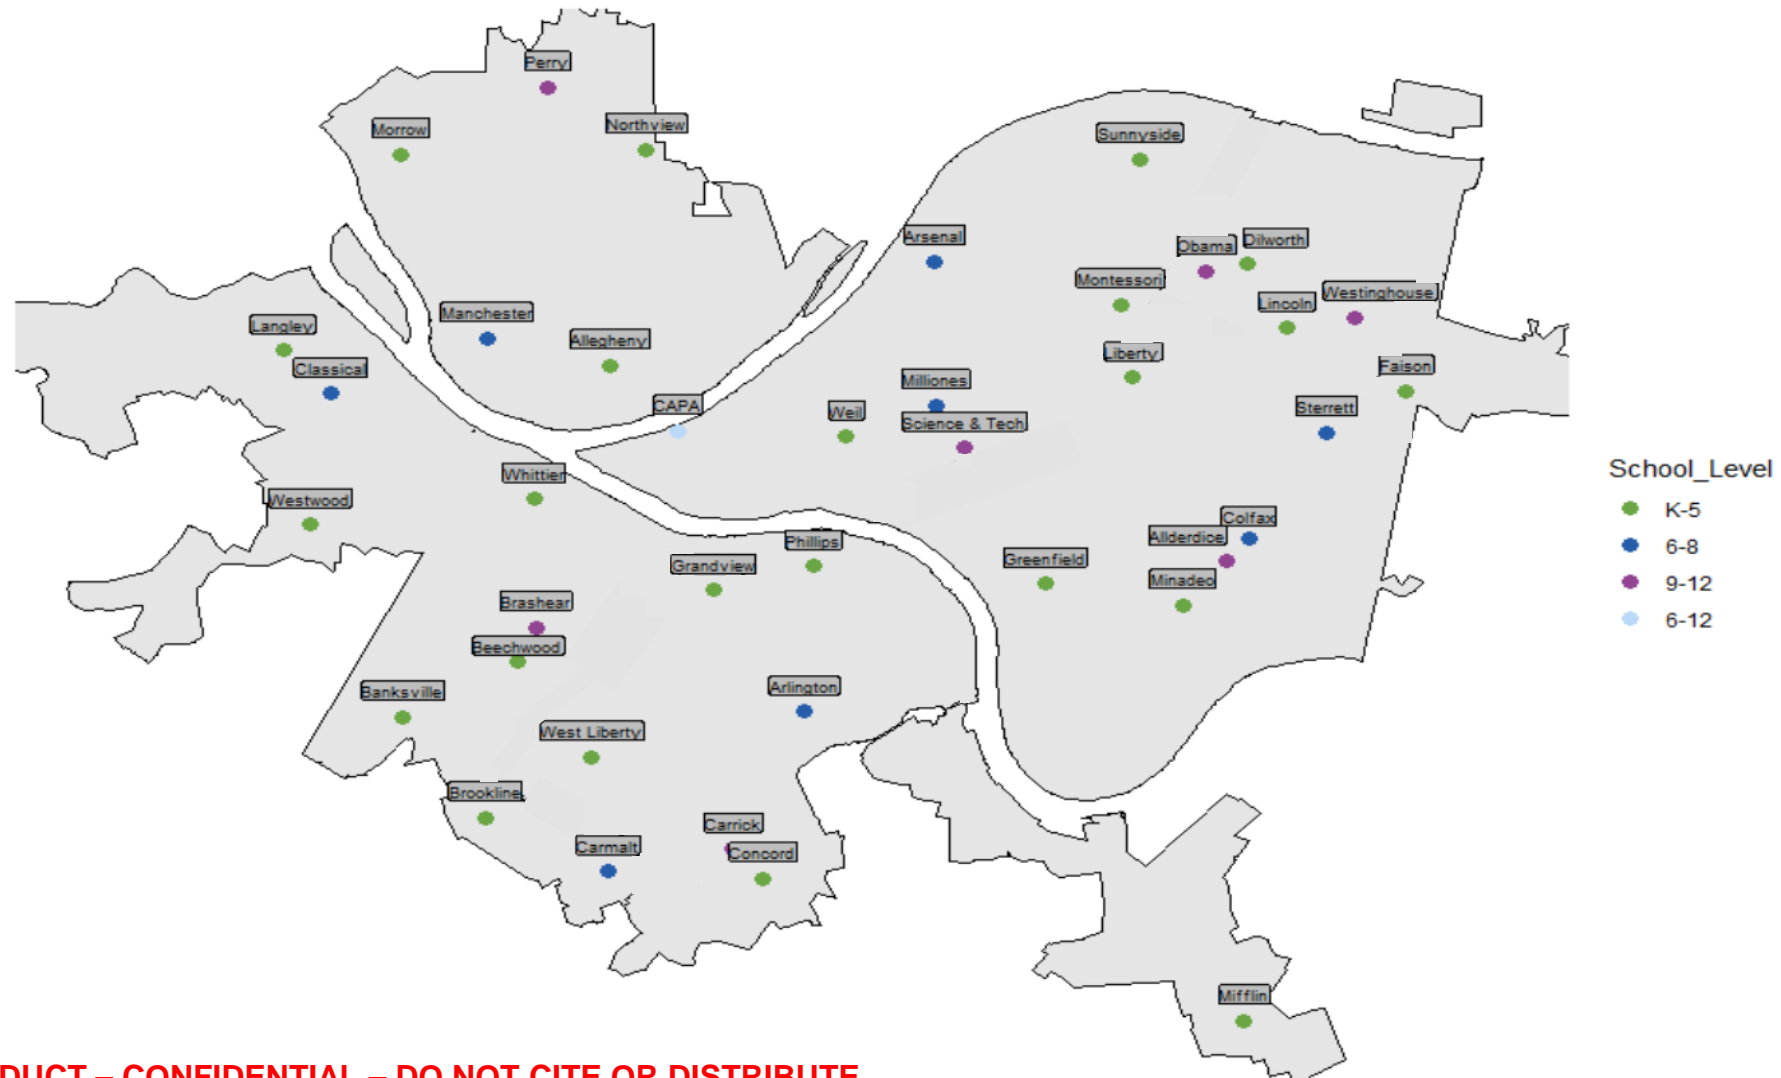 Perry
Morrow
Northview
Sunnyside
Arsenal
Obama
Dilworth
Montessori
Westinghouse
Lincoln
Manchester
Langley
Allegheny
Liberty
Classical
Faison
Milliones
CAPA
Weil
Sterrett
Science & Tech
Whittier
Westwood
Colfax
Allderdice
Phillips
Grandview
Greenfield
Minadeo
Brashear
Beechwood
Banksville
Arlington
West Liberty
Brookline
Carrick
Carmalt
Concord
Mifflin
School_Level
K-5
6-8
9-12
6-12
DUCT – CONFIDENTIAL – DO NOT CITE OR DISTRIBUTE